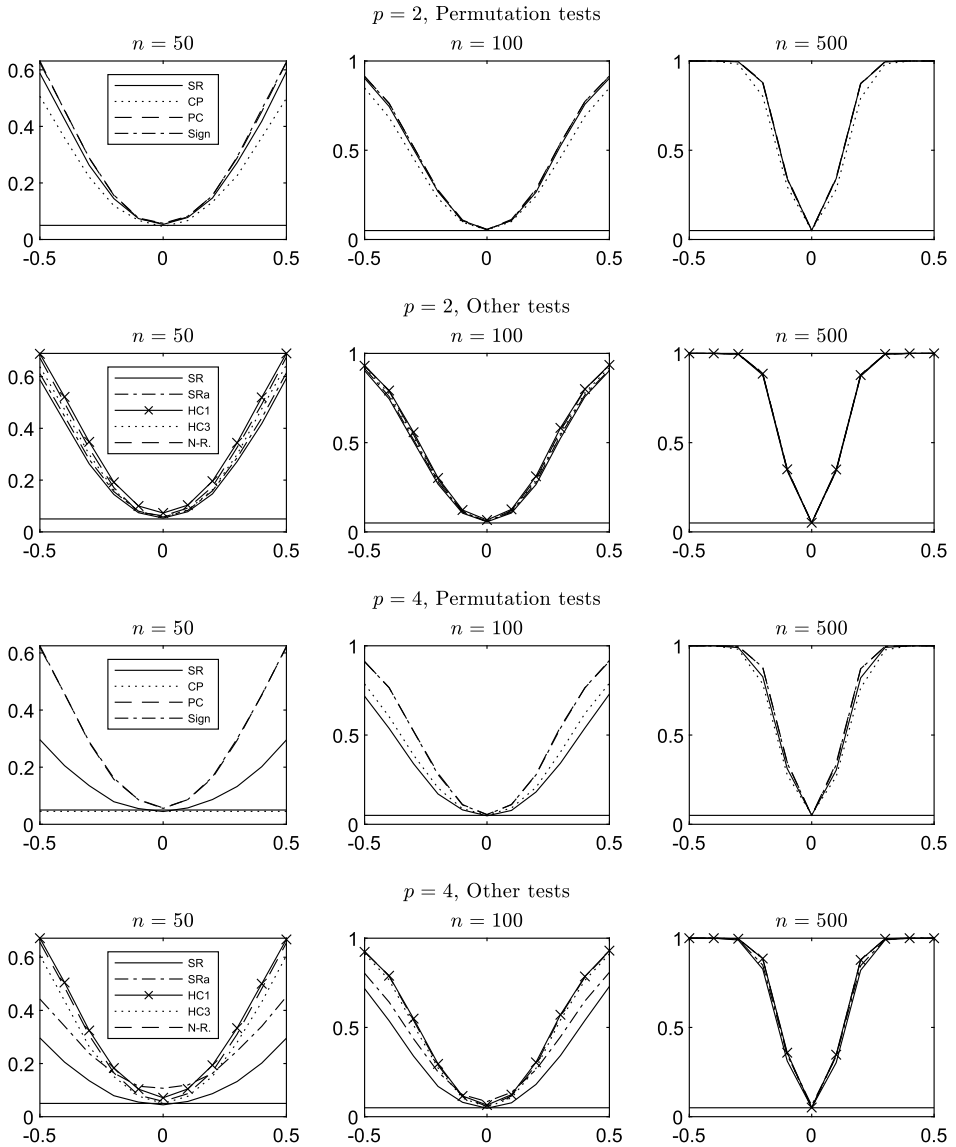 p = 2, Permutation tests
n = 50
n = 100
n = 500
0.6
0.4
0.2
0
-0.5
0
0.5
SR
CP
PC
Sign
1
0.5
0
-0.5
0
0.5
1
0.5
0
-0.5
0
0.5
p = 2, Other tests
n = 50
n = 100
n = 500
0.6
0.4
0.2
0
-0.5
0
0.5
SR
SRa
HC1
HC3
N-R.
1
0.5
0
-0.5
0
0.5
1
0.5
0
-0.5
0
0.5
p = 4, Permutation tests
n = 50
n = 100
n = 500
0.6
0.4
0.2
0
-0.5
0
0.5
SR
CP
PC
Sign
1
0.5
0
-0.5
0
0.5
1
0.5
0
-0.5
0
0.5
p = 4, Other tests
n = 50
n = 100
n = 500
0.6
0.4
0.2
0
-0.5
0
0.5
SR
SRa
HC1
HC3
N-R.
1
0.5
0
-0.5
0
0.5
1
0.5
0
-0.5
0
0.5